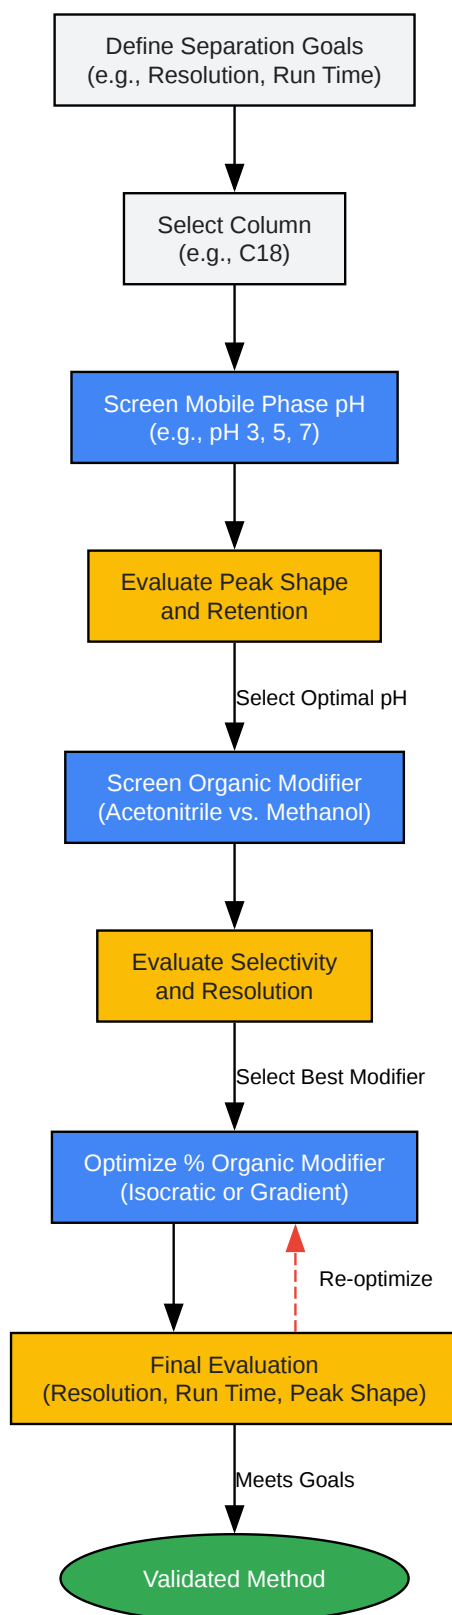 Define Separation Goals
(e.g., Resolution, Run Time)
Select Column
(e.g., C18)
Screen Mobile Phase pH
(e.g., pH 3, 5, 7)
Evaluate Peak Shape
and Retention
Select Optimal pH
Screen Organic Modifier
(Acetonitrile vs. Methanol)
Evaluate Selectivity
and Resolution
Select Best Modifier
Optimize % Organic Modifier
(Isocratic or Gradient)
Re-optimize
Final Evaluation
(Resolution, Run Time, Peak Shape)
Meets Goals
Validated Method